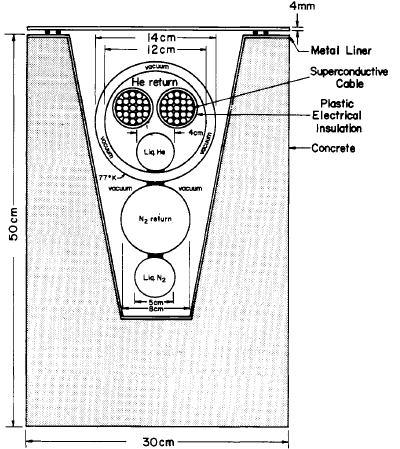 4mm
14cm
12cm
Metal Liner
vacuum
He return
Superconductive
Cable
Plastic
Electrical
Insulation
4cm
vacuum
vacuum
Liq. He
Concrete
77°K
vacuum
vacuum
N₂ return
50cm
Liq. N₂
5cm
8cm
30cm